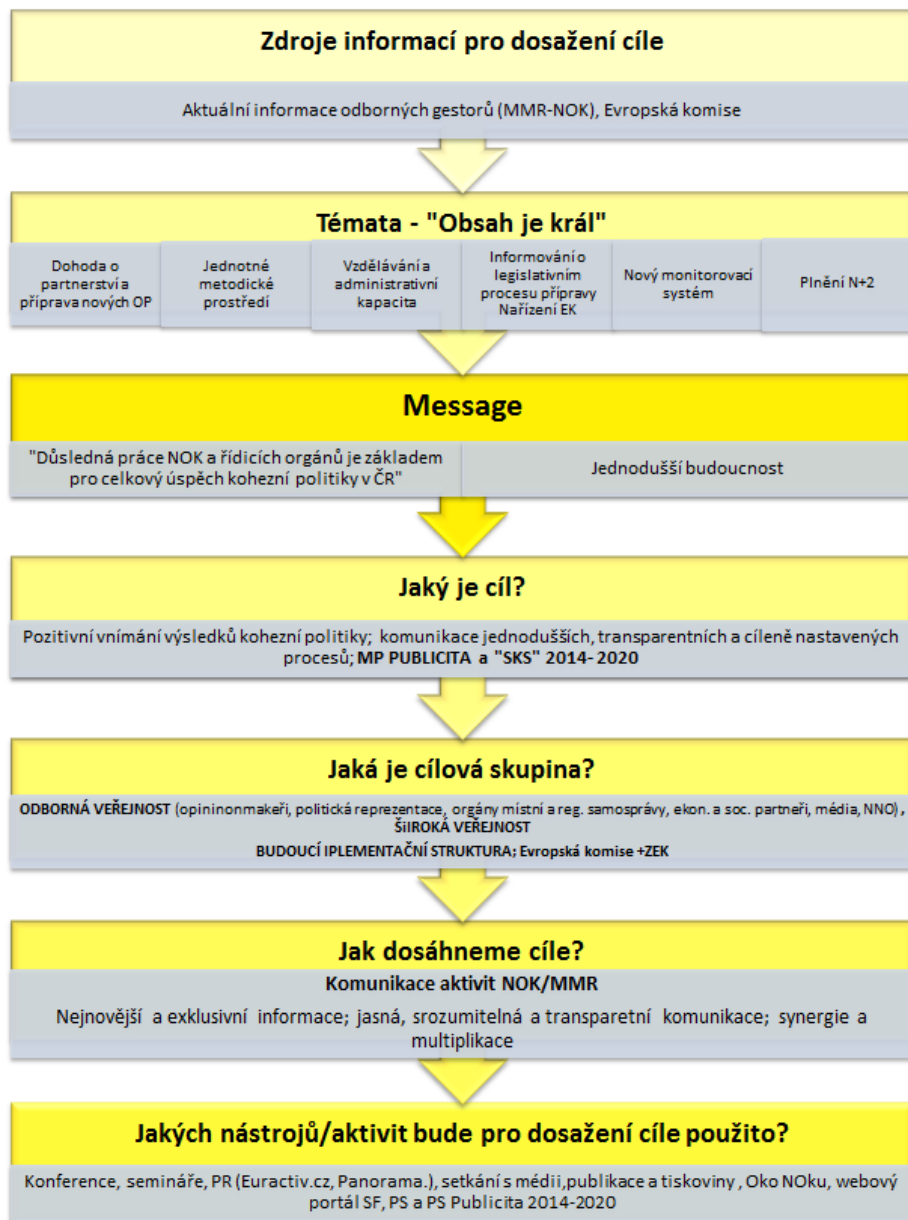 Zdroje informací pro dosažení cíle
Aktuální informace odborných gestorů (MMR-NOK), Evropská komise
Témata - "Obsah je král"
Dohoda o
partnerství a
příprava nových OP
Jednotné
metodické
prostředí
Vzdělávání a
administrativní
kapacita
Informování o
legislativním
procesu přípravy
Nařízení EK
Nový monitorovací
systém
Plnění N+2
Message
"Důsledná práce NOK a řídicích orgánů je základem
pro celkový úspěch kohezní politiky v ČR"
Jednodušší budoucnost
Jaký je cíl?
Pozitivní vnímání výsledků kohezní politiky; komunikace jednodušších, transparentních a cíleně nastavených
procesů; MP PUBLICITA a "SKS" 2014- 2020
Jaká je cílová skupina?
ODBORNÁ VEŘEJNOST (opininonmakeři, politická reprezentace, orgány místní a reg. samosprávy, ekon. a soc. partneři, média, NNO) ,
ŠiIROKÁ VEŘEJNOST
BUDOUCÍ IPLEMENTAČNÍ STRUKTURA; Evropská komise +ZEK
Jak dosáhneme cíle?
Komunikace aktivit NOK/MMR
Nejnovější a exklusivní informace; jasná, srozumitelná a transparetní komunikace; synergie a
multiplikace
Jakých nástrojů/aktivit bude pro dosažení cíle použito?
Konference, semináře, PR (Euractiv.cz, Panorama.), setkání s médii,publikace a tiskoviny , Oko NOku, webový
portál SF, PS a PS Publicita 2014-2020